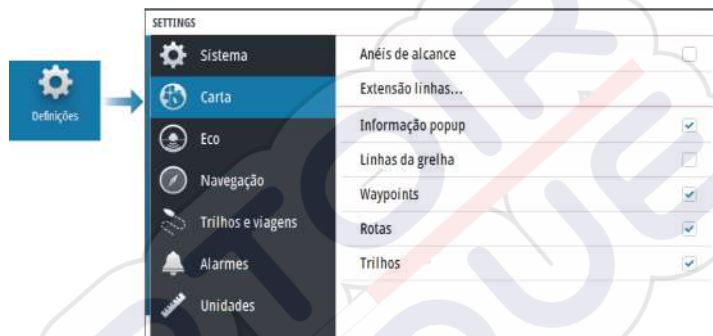 SETTINGS
Definições
Sistema
Carta
Eco
Navegação
Trilhos e viagens
Alarmes
Unidades
Anéis de alcance
Extensão linhas...
Informação popup
Linhas da grelha
Waypoints
Rotas
Trilhos